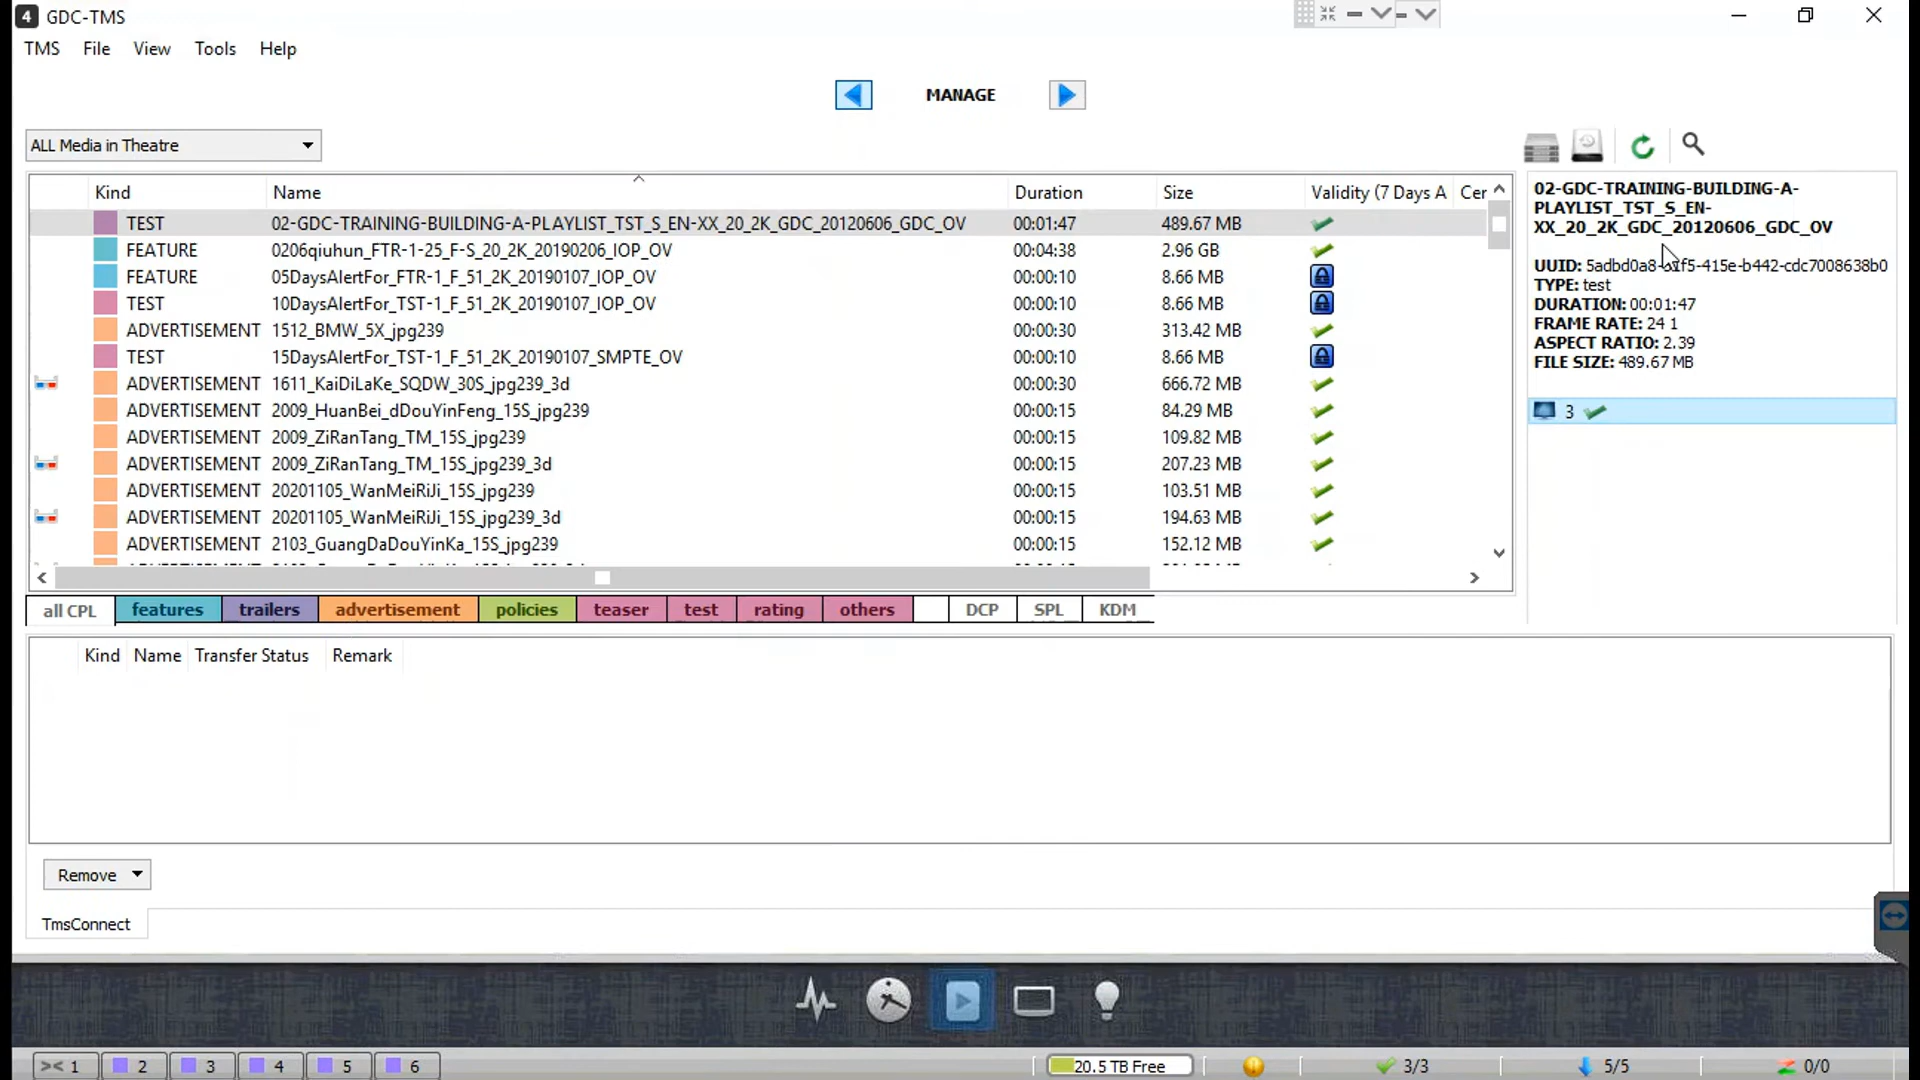 4 GDC-TMS
TMS File View Tools Help
MANAGE
ALL Media in Theatre
Kind Name Duration Size Validity (7 Days A Cer
TEST 02-GDC-TRAINING-BUILDING-A-PLAYLIST_TST_S_EN-XX_20_2K_GDC_20120606_GDC_OV 00:01:47 489.67 MB
FEATURE 0206qiuhun_FTR-1-25_F-S_20_2K_20190206_IOP_OV 00:04:38 2.96 GB
FEATURE 05DaysAlertFor_FTR-1_F_51_2K_20190107_IOP_OV 00:00:10 8.66 MB
TEST 10DaysAlertFor_TST-1_F_51_2K_20190107_IOP_OV 00:00:10 8.66 MB
ADVERTISEMENT 1512_BMW_5X_jpg239 00:00:30 313.42 MB
TEST 15DaysAlertFor_TST-1_F_51_2K_20190107_SMPTE_OV 00:00:10 8.66 MB
ADVERTISEMENT 1611_KaiDiLaKe_SQDW_30S_jpg239_3d 00:00:30 666.72 MB
ADVERTISEMENT 2009_HuanBei_dDouYinFeng_15S_jpg239 00:00:15 84.29 MB
ADVERTISEMENT 2009_ZiRanTang_TM_15S_jpg239 00:00:15 109.82 MB
ADVERTISEMENT 2009_ZiRanTang_TM_15S_jpg239_3d 00:00:15 207.23 MB
ADVERTISEMENT 20201105_WanMeiRiJi_15S_jpg239 00:00:15 103.51 MB
ADVERTISEMENT 20201105_WanMeiRiJi_15S_jpg239_3d 00:00:15 194.63 MB
ADVERTISEMENT 2103_GuangDaDouYinKa_15S_jpg239 00:00:15 152.12 MB
all CPL features trailers advertisement policies teaser test rating others DCP SPL KDM
02-GDC-TRAINING-BUILDING-A-
PLAYLIST_TST_S_EN-
XX_20_2K_GDC_20120606_GDC_OV
UUID: 415e-b442-cdc7008638b0
TYPE: test
DURATION: 00:01:47
FRAME RATE: 24 1
ASPECT RATIO: 2.39
FILE SIZE: 489.67 MB
3
Kind Name Transfer Status Remark
Remove
TmsConnect
>< 1 2 3 4 5 6 20.5 TB Free 3/3 5/5 0/0